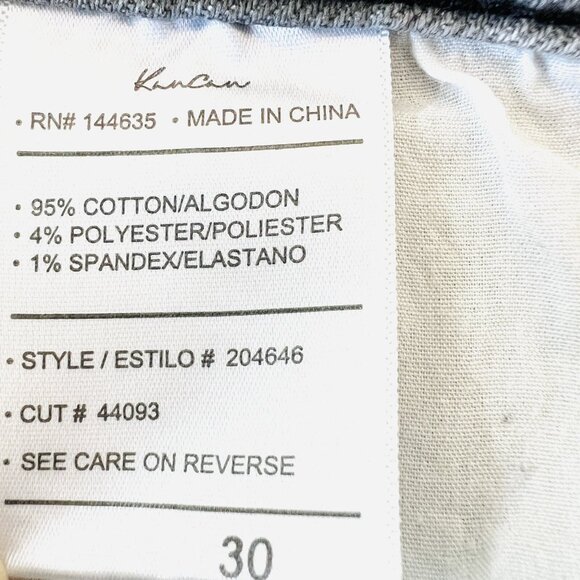 KanCan
• RN# 144635 • MADE IN CHINA
• 95% COTTON/ALGODON
• 4% POLYESTER/POLIESTER
• 1% SPANDEX/ELASTANO
• STYLE / ESTILO # 204646
• CUT # 44093
• SEE CARE ON REVERSE
30